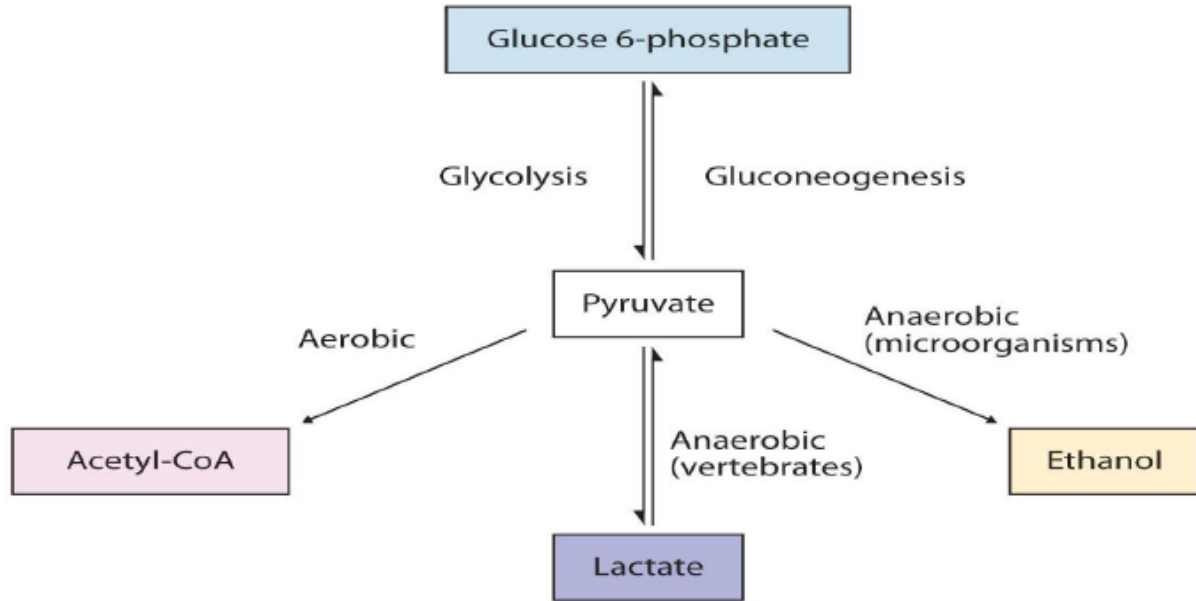 Glucose 6-phosphate
Glycolysis
Gluconeogenesis
Pyruvate
Aerobic
Anaerobic
(microorganisms)
Acetyl-CoA
Anaerobic
(vertebrates)
Ethanol
Lactate